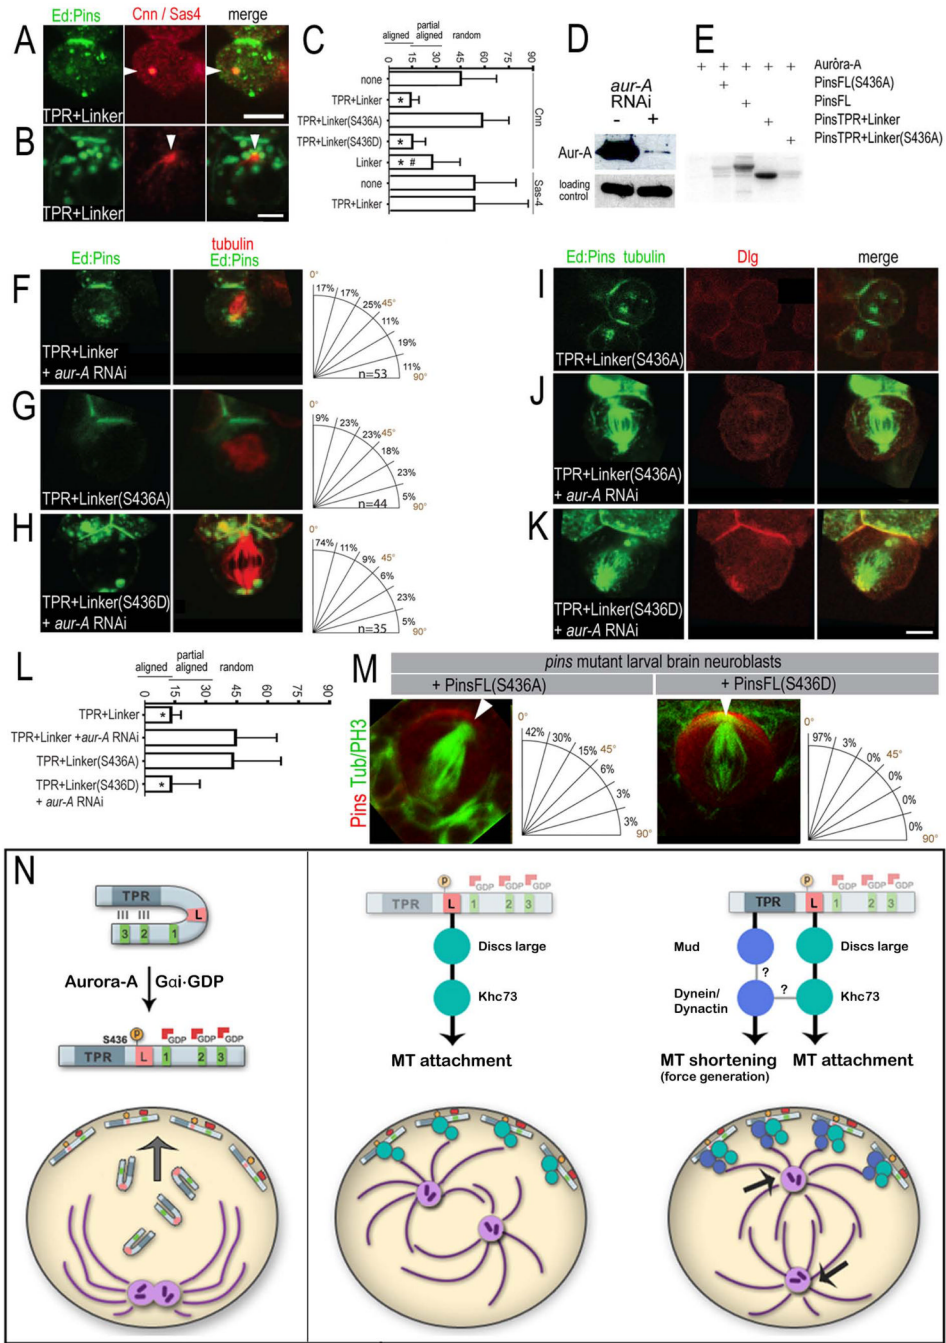 A
Ed:Pins
Cnn / Sas4
merge
TPR+Linker
B
TPR+Linker
C
aligned
partial
aligned
random
0
15
30
45
60
75
90
none
TPR+Linker
TPR+Linker(S436A)
TPR+Linker(S436D)
Linker
none
TPR+Linker
*
*
* #
Cnn
Sas-4
D
aur-A
RNAi
- +
Aur-A
loading
control
E
+ + + + + Auròra-A
+ PinsFL(S436A)
+ PinsFL
+ PinsTPR+Linker
+ PinsTPR+Linker(S436A)
F
Ed:Pins
tubulin
Ed:Pins
TPR+Linker
+ aur-A RNAi
0°
17%
17%
25%
45°
11%
19%
11%
n=53
90°
G
TPR+Linker(S436A)
0°
9%
23%
23%
45°
18%
23%
5%
n=44
90°
H
TPR+Linker(S436D)
+ aur-A RNAi
0°
74%
11%
9%
45°
6%
23%
5%
n=35
90°
I
Ed:Pins tubulin
Dlg
merge
TPR+Linker(S436A)
J
TPR+Linker(S436A)
+ aur-A RNAi
K
TPR+Linker(S436D)
+ aur-A RNAi
L
aligned
partial
aligned
random
0
15
30
45
60
75
90
TPR+Linker
TPR+Linker +aur-A RNAi
TPR+Linker(S436A)
TPR+Linker(S436D)
+ aur-A RNAi
*
*
M
pins mutant larval brain neuroblasts
+ PinsFL(S436A)
+ PinsFL(S436D)
Pins Tub/PH3
0°
42%
30%
15%
45°
6%
3%
3%
90°
0°
97%
3%
0%
45°
0%
0%
0%
90°
N
TPR
L
3 2 1
Aurora-A
Gαi·GDP
S436
P
GDP GDP GDP
TPR L 1 2 3
P
GDP GDP GDP
TPR L 1 2 3
Discs large
Khc73
MT attachment
P
GDP GDP GDP
TPR L 1 2 3
Mud
Discs large
?
?
Dynein/
Dynactin
Khc73
MT shortening
(force generation)
MT attachment